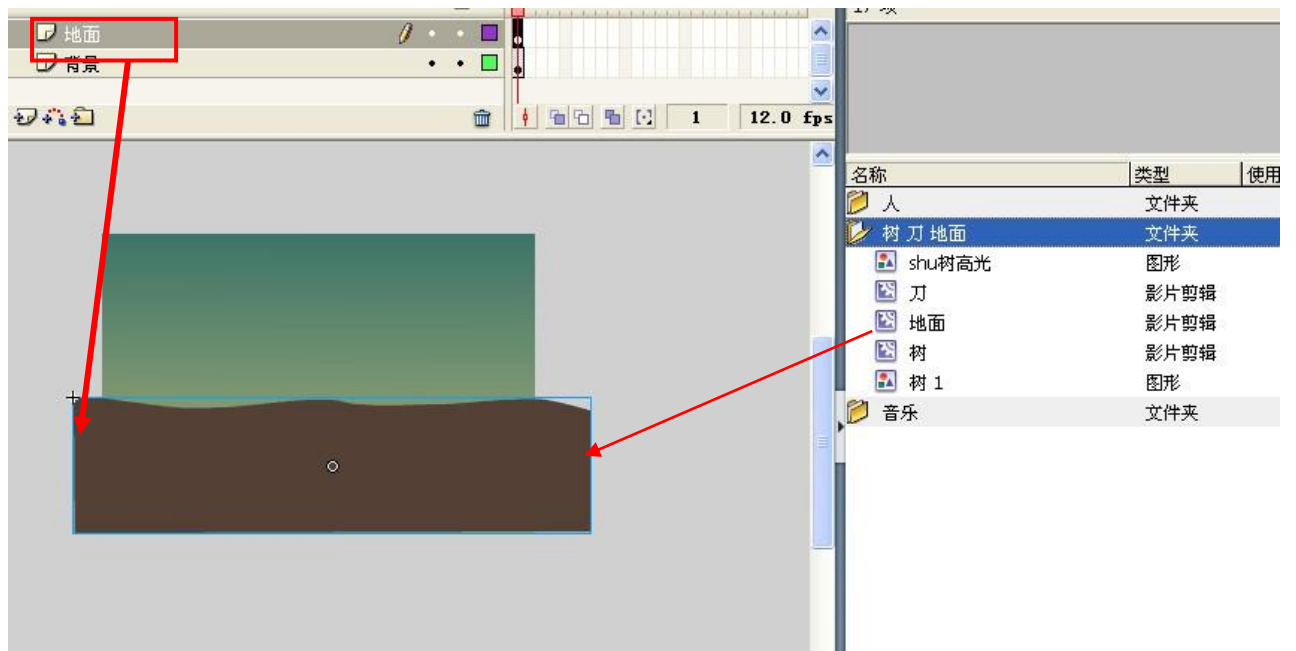 地面
背景
1 12.0 fps
17 项
名称 类型 使用
人 文件夹
树 刀 地面 文件夹
shu树高光 图形
刀 影片剪辑
地面 影片剪辑
树 影片剪辑
树 1 图形
音乐 文件夹